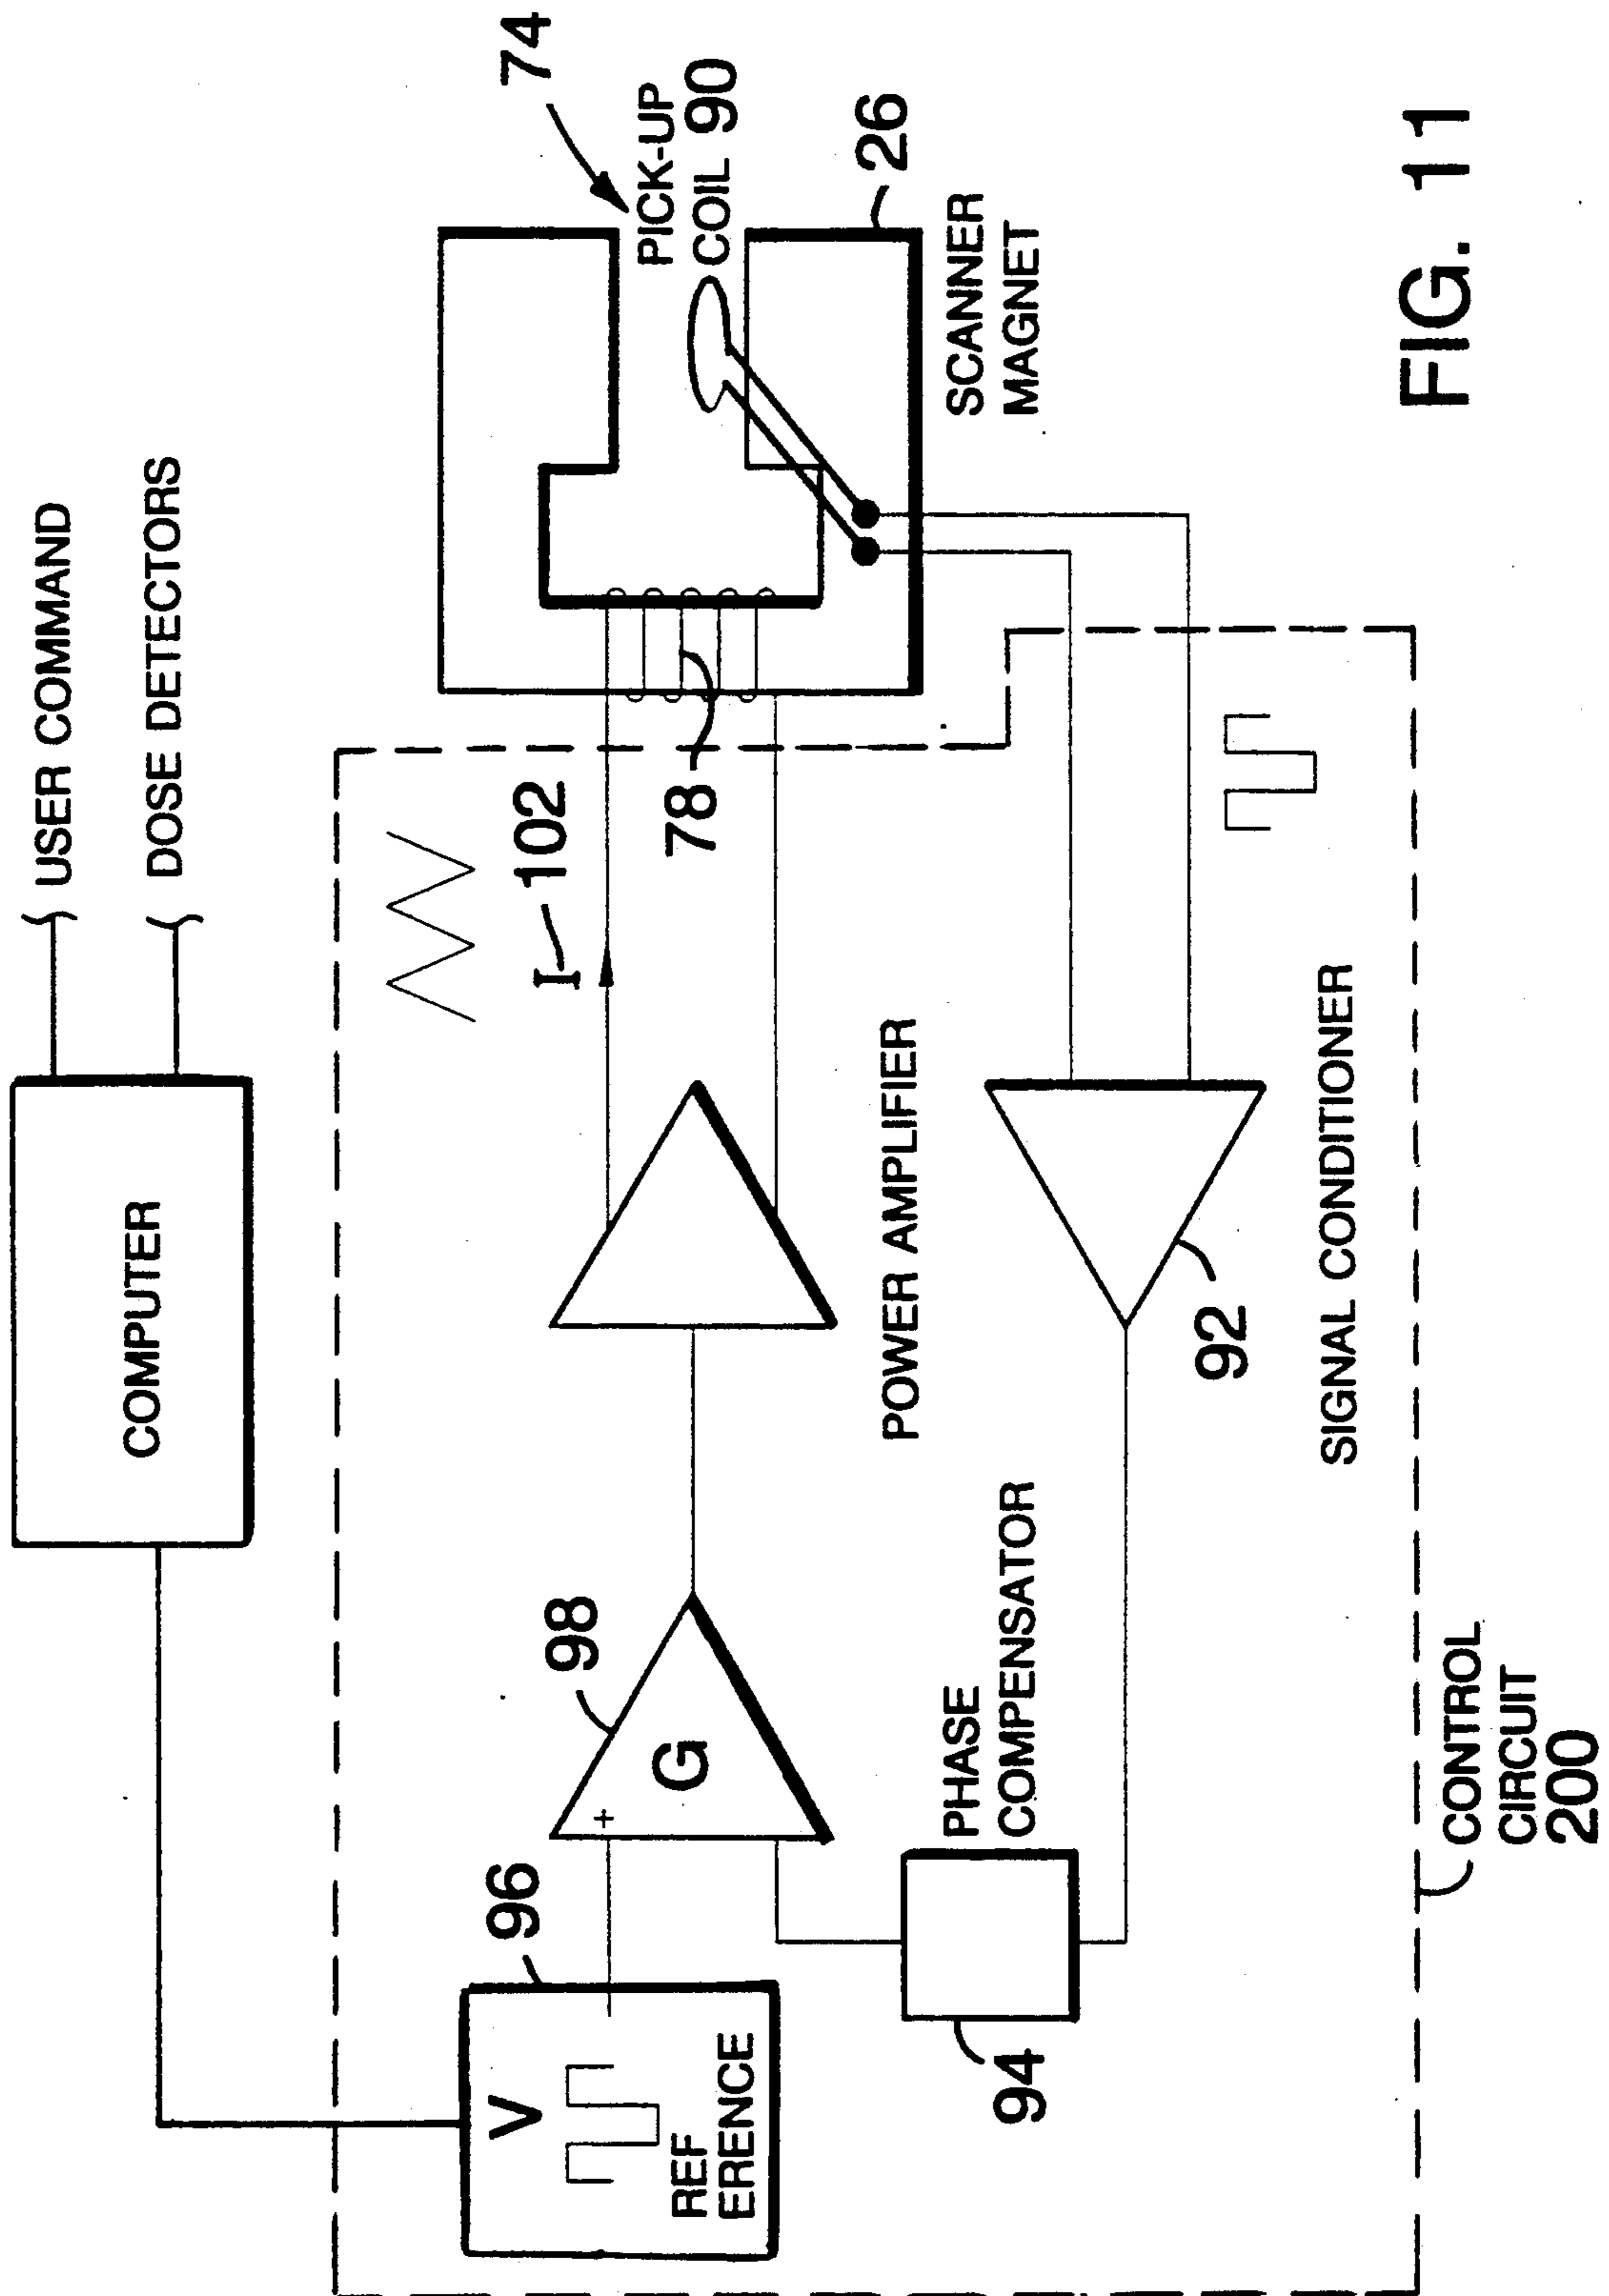 COMPUTER
USER COMMAND
DOSE DETECTORS
V
REF
ERENCE
96
+
G
98
POWER AMPLIFIER
I
102
78
74
PICK-UP
COIL 90
26
SCANNER
MAGNET
94
PHASE
COMPENSATOR
92
SIGNAL CONDITIONER
CONTROL
CIRCUIT
200
FIG. 11